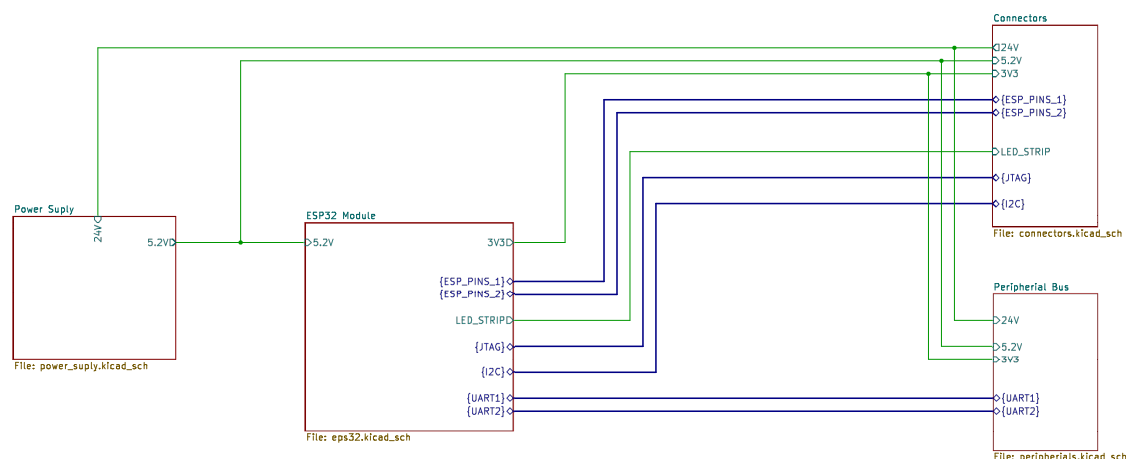 Connectors
24V
5.2V
3V3
{ESP_PINS_1}
{ESP_PINS_2}
LED_STRIP
{JTAG}
{I2C}
File: connectors.kicad_sch
Power Suply
24V
5.2V
File: power_suply.kicad_sch
ESP32 Module
5.2V
3V3
{ESP_PINS_1}
{ESP_PINS_2}
LED_STRIP
{JTAG}
{I2C}
{UART1}
{UART2}
File: eps32.kicad_sch
Peripherial Bus
24V
5.2V
3V3
{UART1}
{UART2}
File: peripherials.kicad_sch